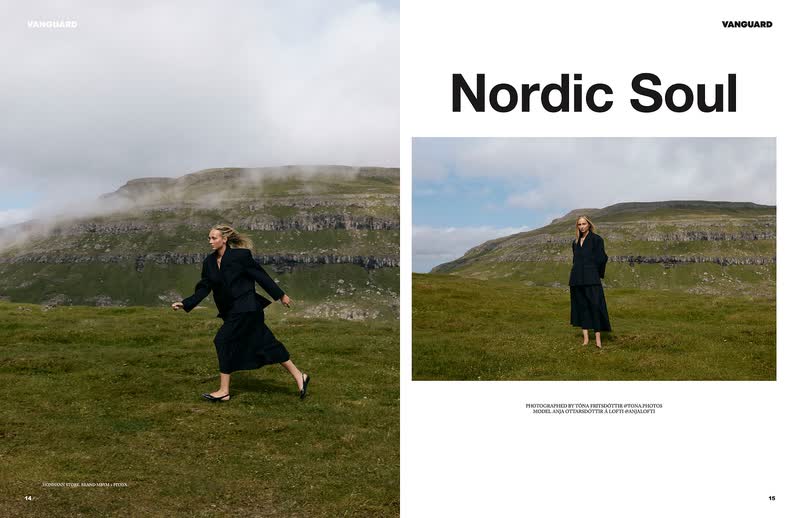 VANGUARD
14
VANGUARD
Nordic Soul
PHOTOGRAPHED BY TÓNA FRITSDÓTTIR @TONA.PHOTOS
MODEL ANJA OTTARSDÓTTIR Á LOFTI @ANJALOFTI
15